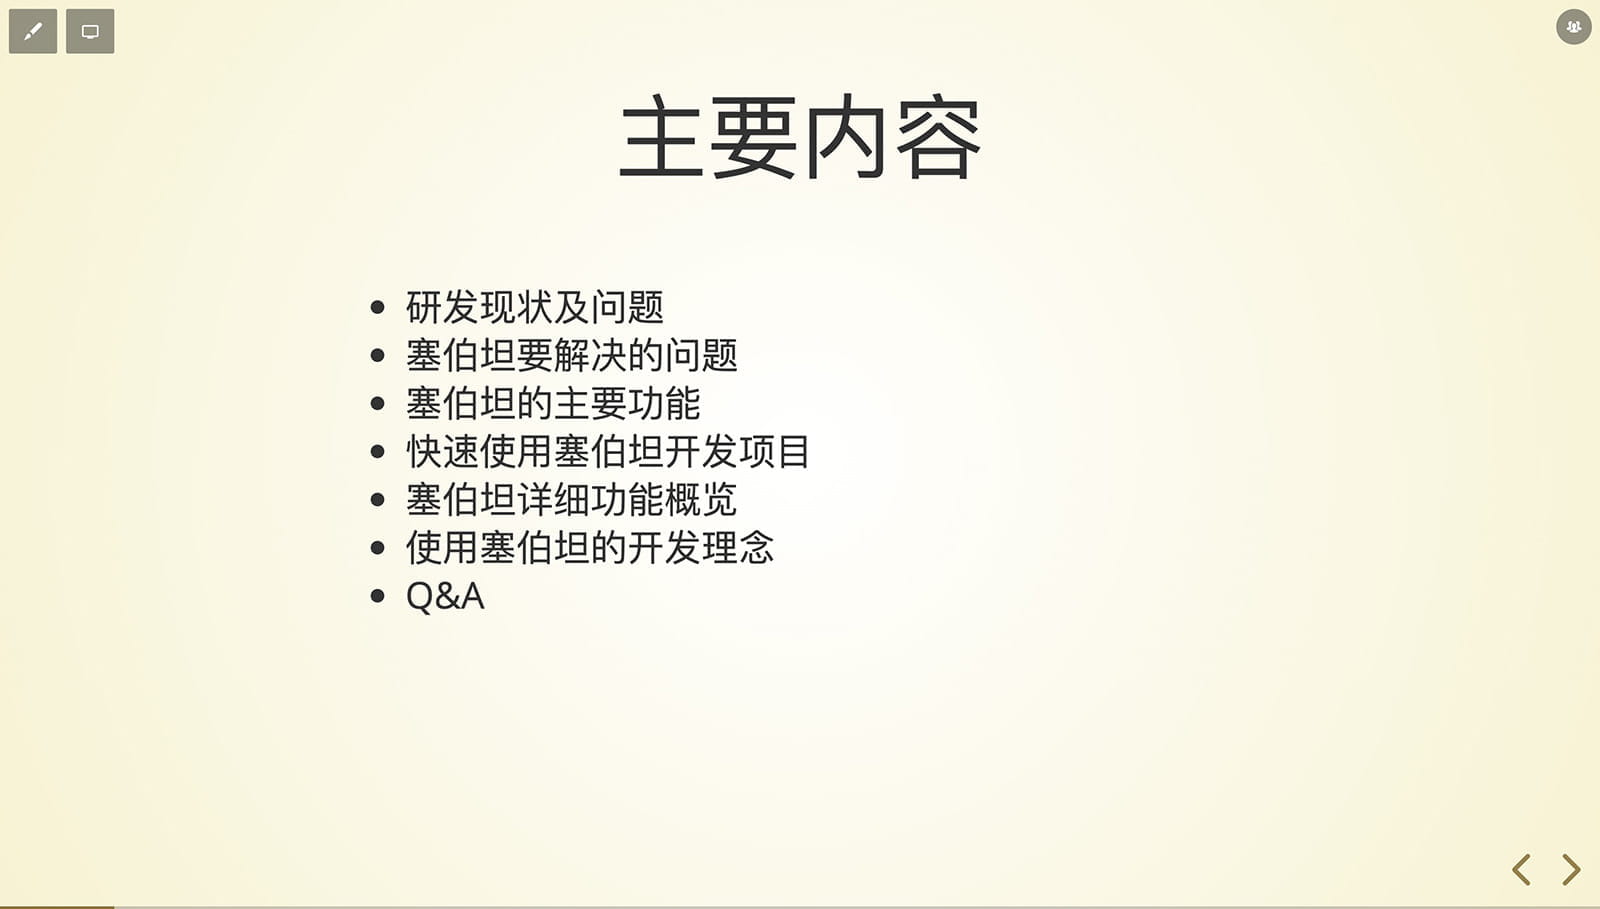 主要内容
研发现状及问题
塞伯坦要解决的问题
塞伯坦的主要功能
快速使用塞伯坦开发项目
塞伯坦详细功能概览
使用塞伯坦的开发理念
Q&A